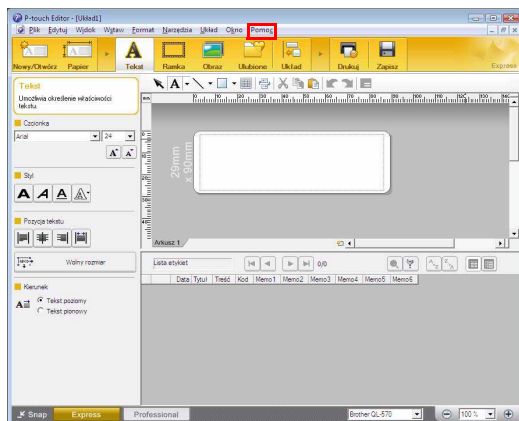 P-touch Editor - [Układ1]
Plik Edytuj Widok Wstaw Format Narzędzia Układ Okno Pomoc
Nowy/Otwórz Papier Tekst Ramka Obraz Ulubione Układ Drukuj Zapisz Express
Tekst
Umożliwia określenie właściwości
tekstu.
Czcionka
Arial 24
A A
Styl
A A A A
29mm
x 90mm
Pozycja tekstu
Arkusz 1
Wolny rozmiar
Lista etykiet 0/0
Data Tytuł Treść Kod Memo1 Memo2 Memo3 Memo4 Memo5 Memo6
Kierunek
Tekst poziomy
Tekst pionowy
Snap Express Professional Brother QL-570 100 %